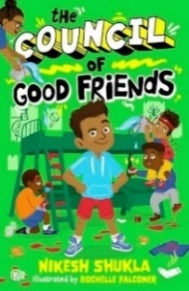 the
COUNCIL
OF
GOOD FRIENDS
NIKESH SHUKLA
Illustrated by ROCHELLE FALCONER